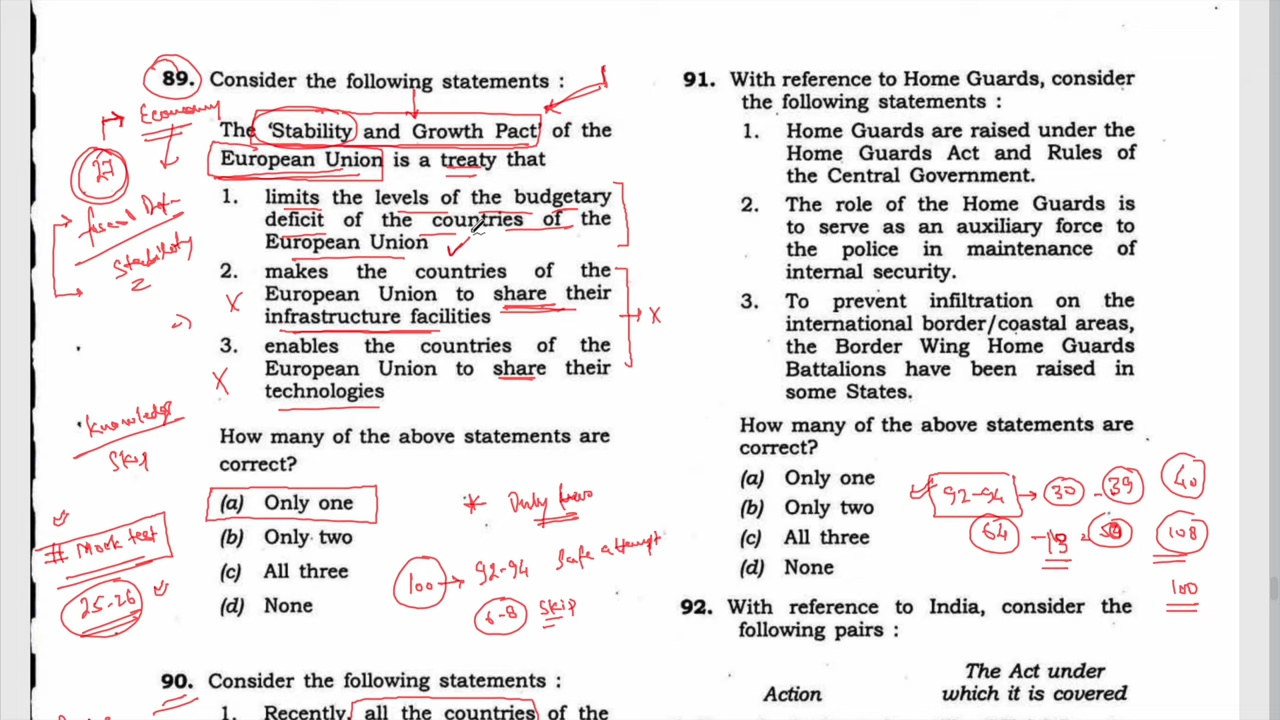 89. Consider the following statements :
The 'Stability and Growth Pact' of the
European Union is a treaty that
1. limits the levels of the budgetary
deficit of the countries of the
European Union
2. makes the countries of the
European Union to share their
infrastructure facilities
3. enables the countries of the
European Union to share their
technologies
How many of the above statements are
correct?
(a) Only one
(b) Only two
(c) All three
(d) None
90. Consider the following statements :
1. Recently, all the countries of the
Economy
27
X
X
X
Knowledge
Skip
# Mock test
25-26
100 → 92-94 Safe attempt
6-8 Skip
91. With reference to Home Guards, consider
the following statements :
1. Home Guards are raised under the
Home Guards Act and Rules of
the Central Government.
2. The role of the Home Guards is
to serve as an auxiliary force to
the police in maintenance of
internal security.
3. To prevent infiltration on the
international border/coastal areas,
the Border Wing Home Guards
Battalions have been raised in
some States.
How many of the above statements are
correct?
(a) Only one
(b) Only two
(c) All three
(d) None
92-94 → 30 - 39 40
64 108
100
92. With reference to India, consider the
following pairs :
Action
The Act under
which it is covered